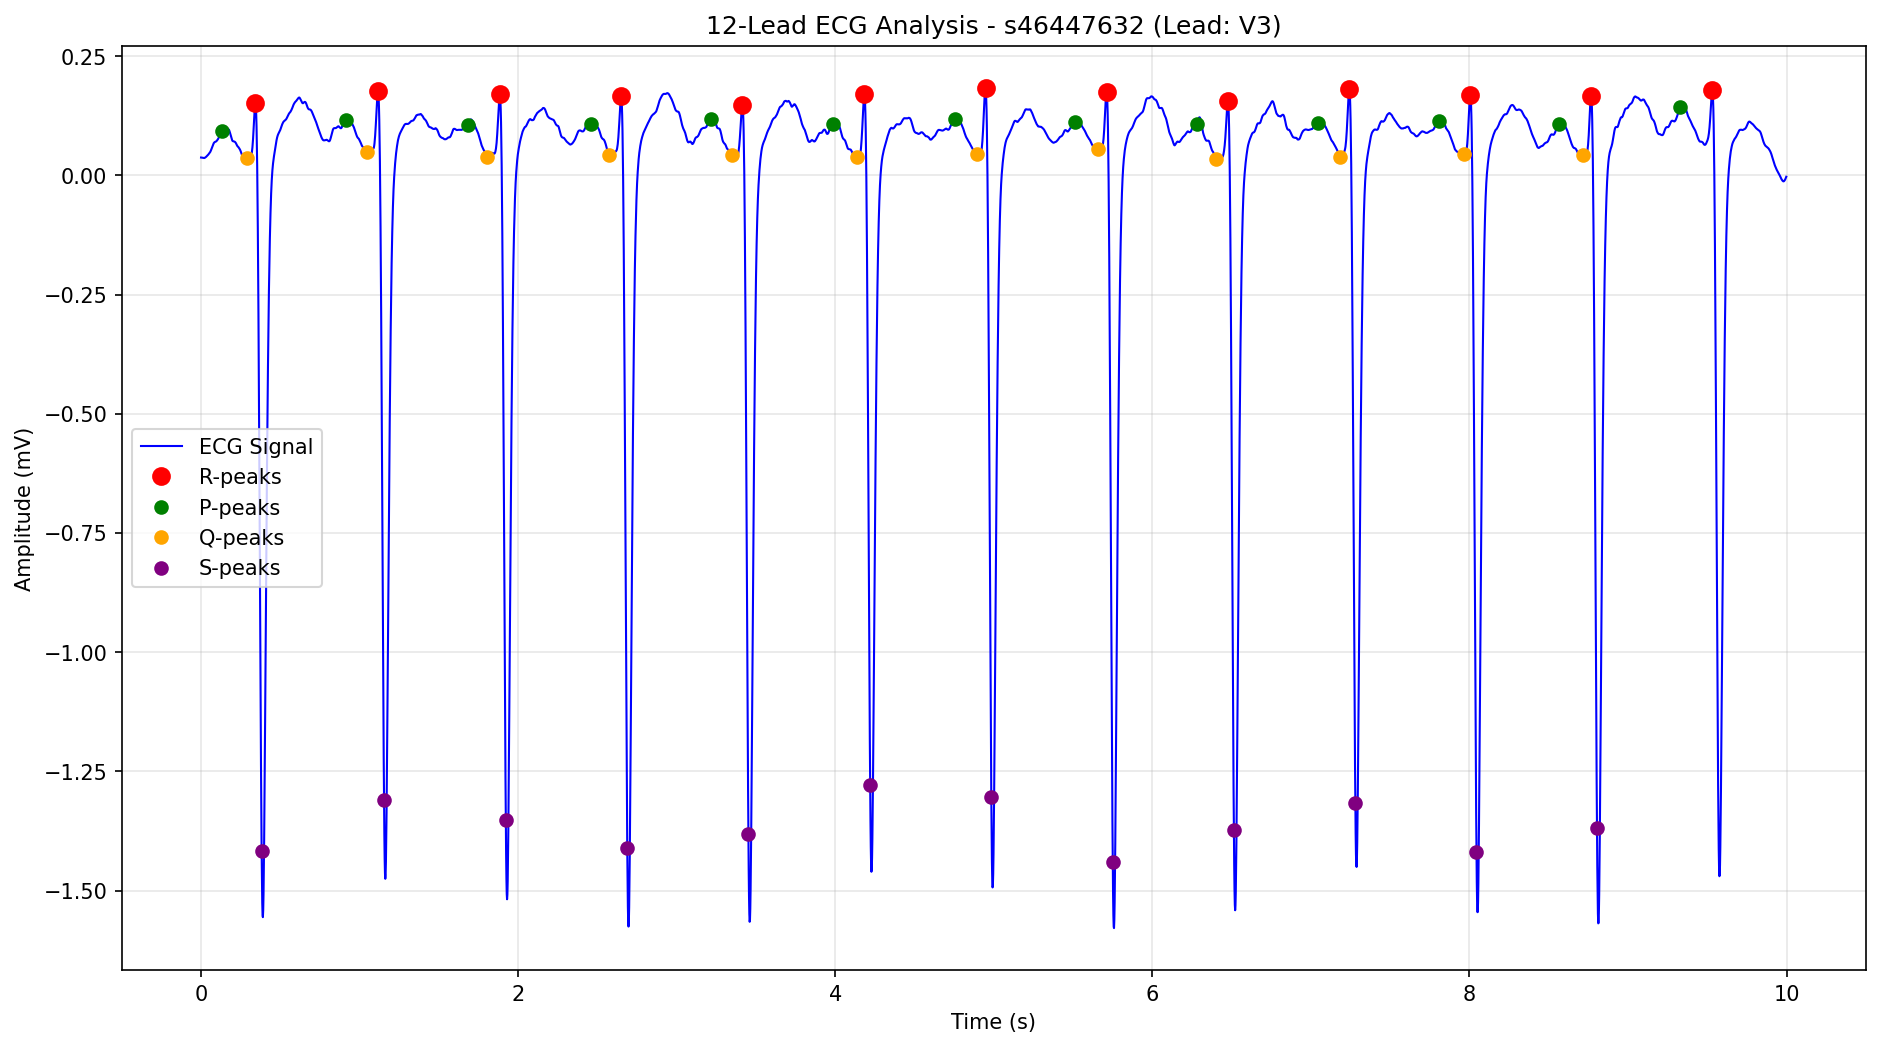 12-Lead ECG Analysis - s46447632 (Lead: V3)
0.25
0.00
−0.25
−0.50
−0.75
−1.00
−1.25
−1.50
Amplitude (mV)
ECG Signal
R-peaks
P-peaks
Q-peaks
S-peaks
0 2 4 6 8 10
Time (s)